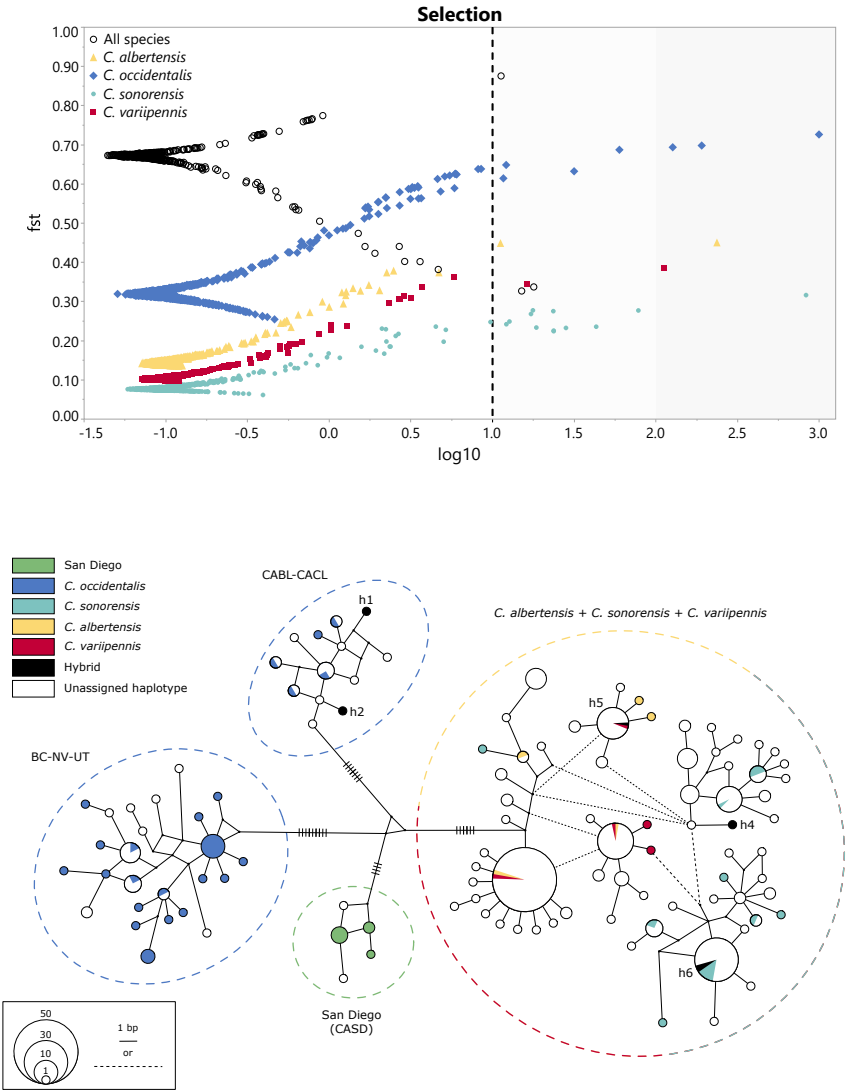 Selection
1.00
0.90
0.80
0.70
0.60
0.50
0.40
0.30
0.20
0.10
0.00
fst
All species
C. albertensis
C. occidentalis
C. sonorensis
C. variipennis
-1.5
-1.0
-0.5
0.0
0.5
1.0
1.5
2.0
2.5
3.0
log10
San Diego
C. occidentalis
C. sonorensis
C. albertensis
C. variipennis
Hybrid
Unassigned haplotype
CABL-CACL
h1
h2
C. albertensis + C. sonorensis + C. variipennis
h5
h4
h6
BC-NV-UT
San Diego
(CASD)
50
30
10
1
1 bp
or